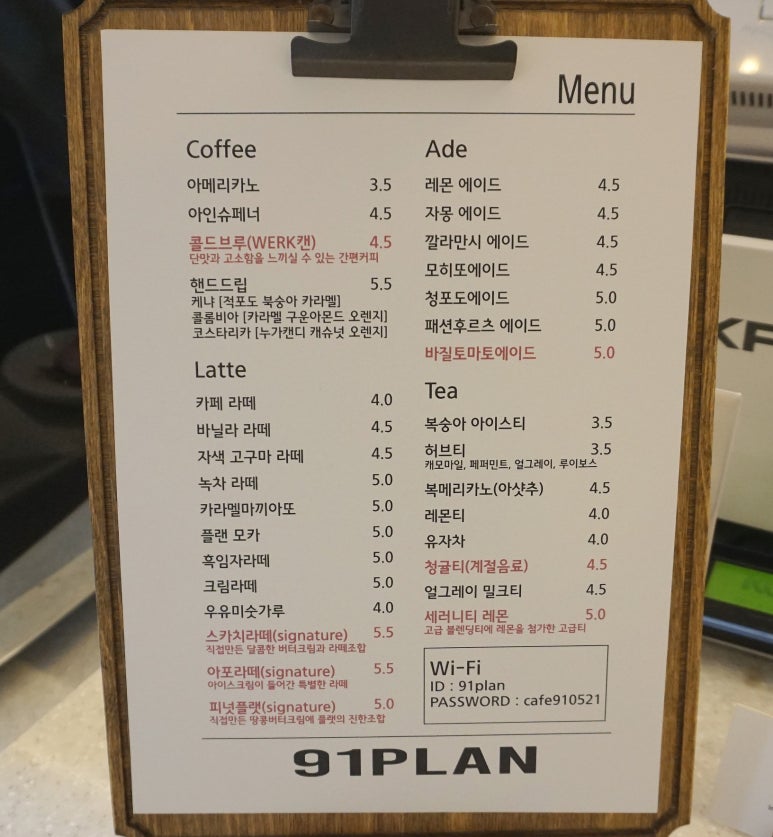 Menu
Coffee
아메리카노 3.5
아인슈페너 4.5
콜드브루(WERK캔) 4.5
단맛과 고소함을 느끼실 수 있는 간편커피
핸드드립 5.5
케냐 [적포도 복숭아 카라멜]
콜롬비아 [카라멜 구운아몬드 오렌지]
코스타리카 [누가캔디 캐슈넛 오렌지]
Latte
카페 라떼 4.0
바닐라 라떼 4.5
자색 고구마 라떼 4.5
녹차 라떼 5.0
카라멜마끼아또 5.0
플랜 모카 5.0
흑임자라떼 5.0
크림라떼 5.0
우유미숫가루 4.0
스카치라떼(signature) 5.5
직접만든 달콤한 버터크림과 라떼조합
아포라떼(signature) 5.5
아이스크림이 들어간 특별한 라떼
피넛플랫(signature) 5.0
직접만든 땅콩버터크림에 플랫의 진한조합
Ade
레몬 에이드 4.5
자몽 에이드 4.5
깔라만시 에이드 4.5
모히또에이드 4.5
청포도에이드 5.0
패션후르츠 에이드 5.0
바질토마토에이드 5.0
Tea
복숭아 아이스티 3.5
허브티 3.5
캐모마일, 페퍼민트, 얼그레이, 루이보스
복메리카노(아샷추) 4.5
레몬티 4.0
유자차 4.0
청귤티(계절음료) 4.5
얼그레이 밀크티 4.5
세러니티 레몬 5.0
고급 블렌딩티에 레몬을 첨가한 고급티
Wi-Fi
ID : 91plan
PASSWORD : cafe910521
91PLAN